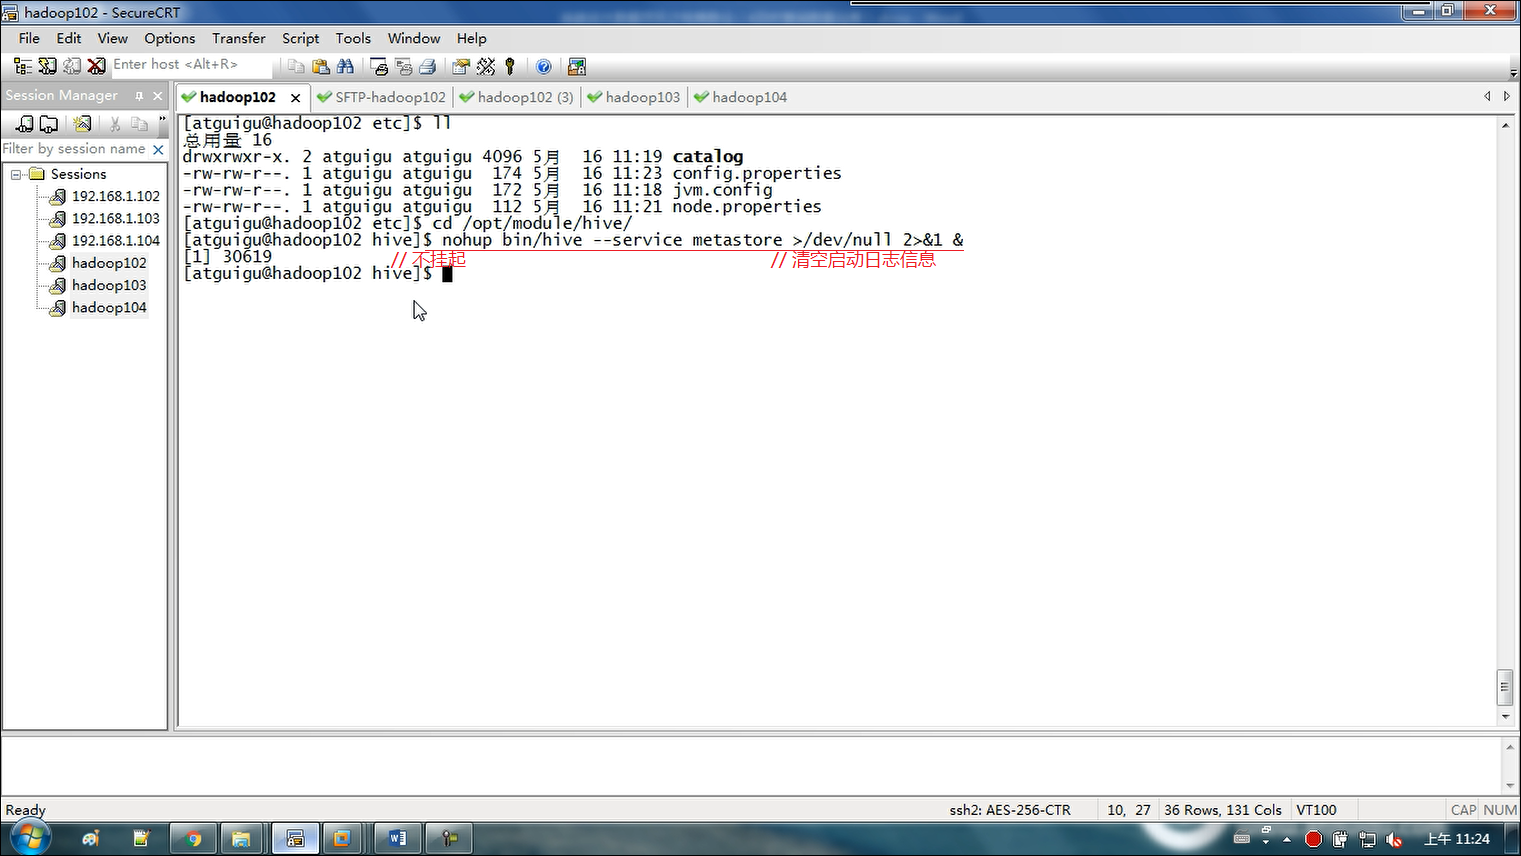 hadoop102 - SecureCRT
File Edit View Options Transfer Script Tools Window Help
Enter host <Alt+R>
Session Manager
hadoop102 SFTP-hadoop102 hadoop102 (3) hadoop103 hadoop104
Filter by session name
Sessions
192.168.1.102
192.168.1.103
192.168.1.104
hadoop102
hadoop103
hadoop104
[atguigu@hadoop102 etc]$ ll
总用量 16
drwxrwxr-x. 2 atguigu atguigu 4096 5月  16 11:19 catalog
-rw-rw-r--. 1 atguigu atguigu  174 5月  16 11:23 config.properties
-rw-rw-r--. 1 atguigu atguigu  172 5月  16 11:18 jvm.config
-rw-rw-r--. 1 atguigu atguigu  112 5月  16 11:21 node.properties
[atguigu@hadoop102 etc]$ cd /opt/module/hive/
[atguigu@hadoop102 hive]$ nohup bin/hive --service metastore >/dev/null 2>&1 &
[1] 30619 // 不挂起 // 清空启动日志信息
[atguigu@hadoop102 hive]$
Ready ssh2: AES-256-CTR 10, 27 36 Rows, 131 Cols VT100 CAP NUM
上午 11:24